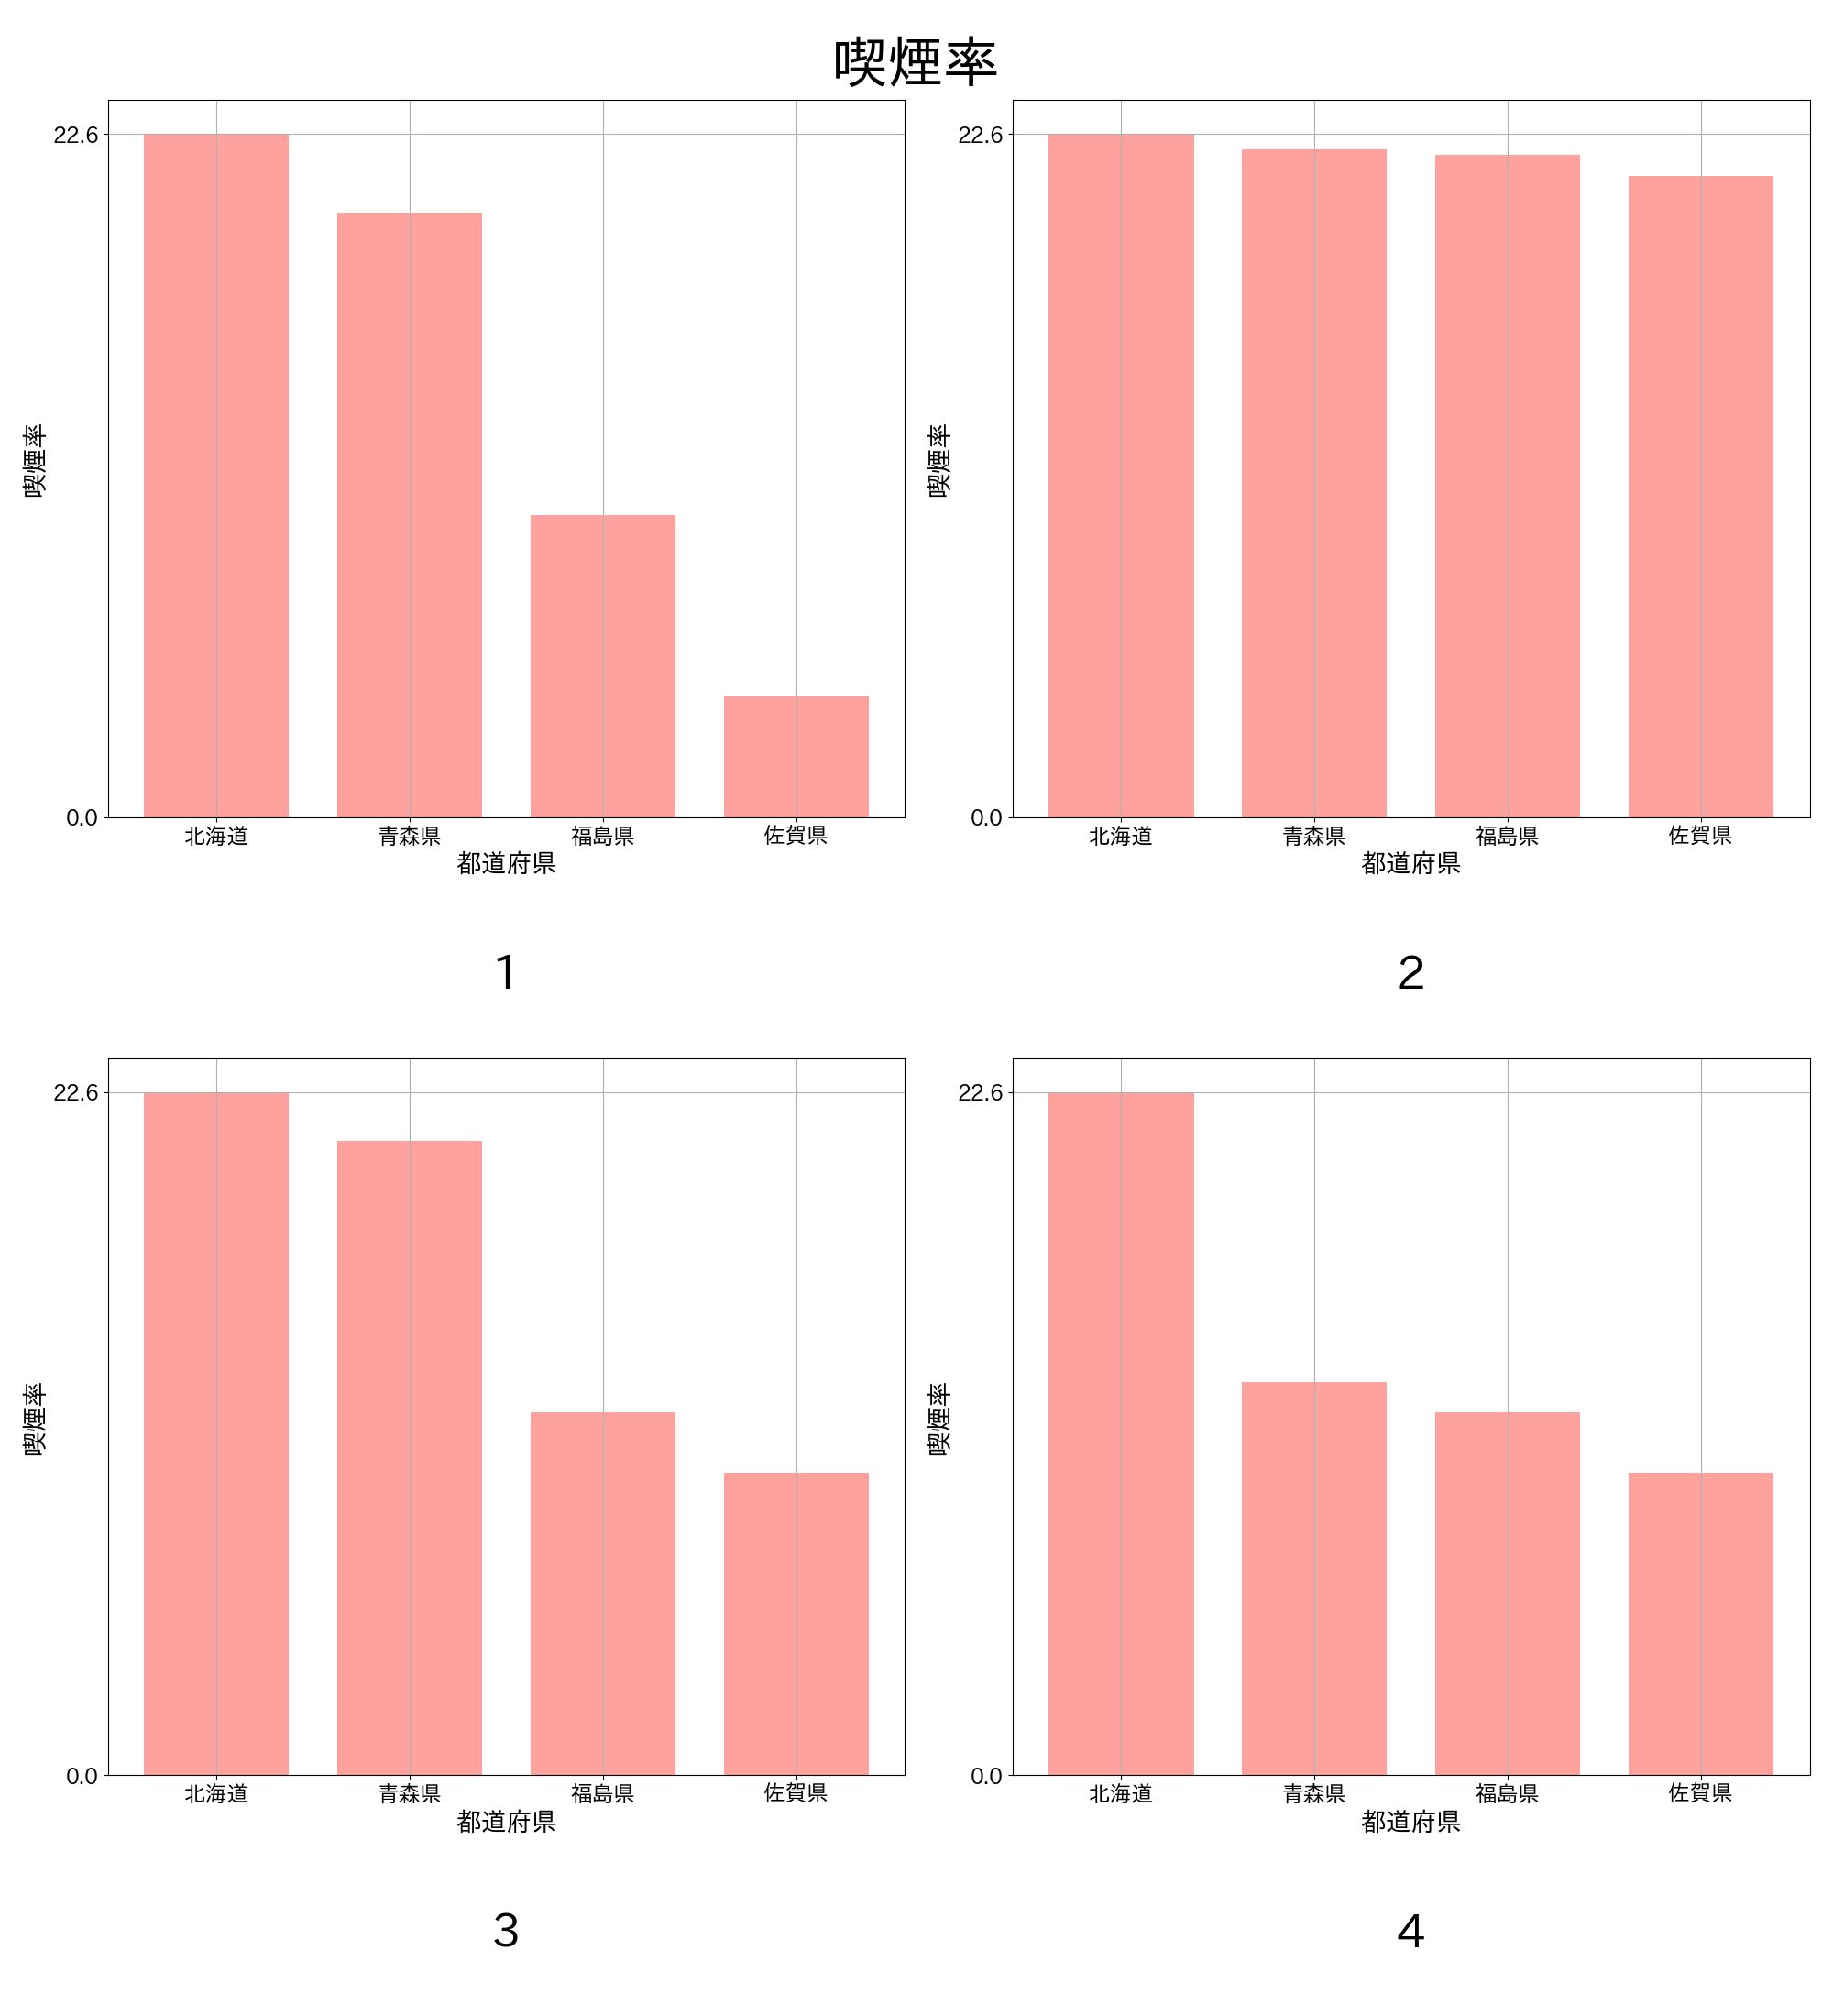 喫煙率
22.6
0.0
喫煙率
北海道 青森県 福島県 佐賀県
都道府県
1
22.6
0.0
喫煙率
北海道 青森県 福島県 佐賀県
都道府県
2
22.6
0.0
喫煙率
北海道 青森県 福島県 佐賀県
都道府県
3
22.6
0.0
喫煙率
北海道 青森県 福島県 佐賀県
都道府県
4